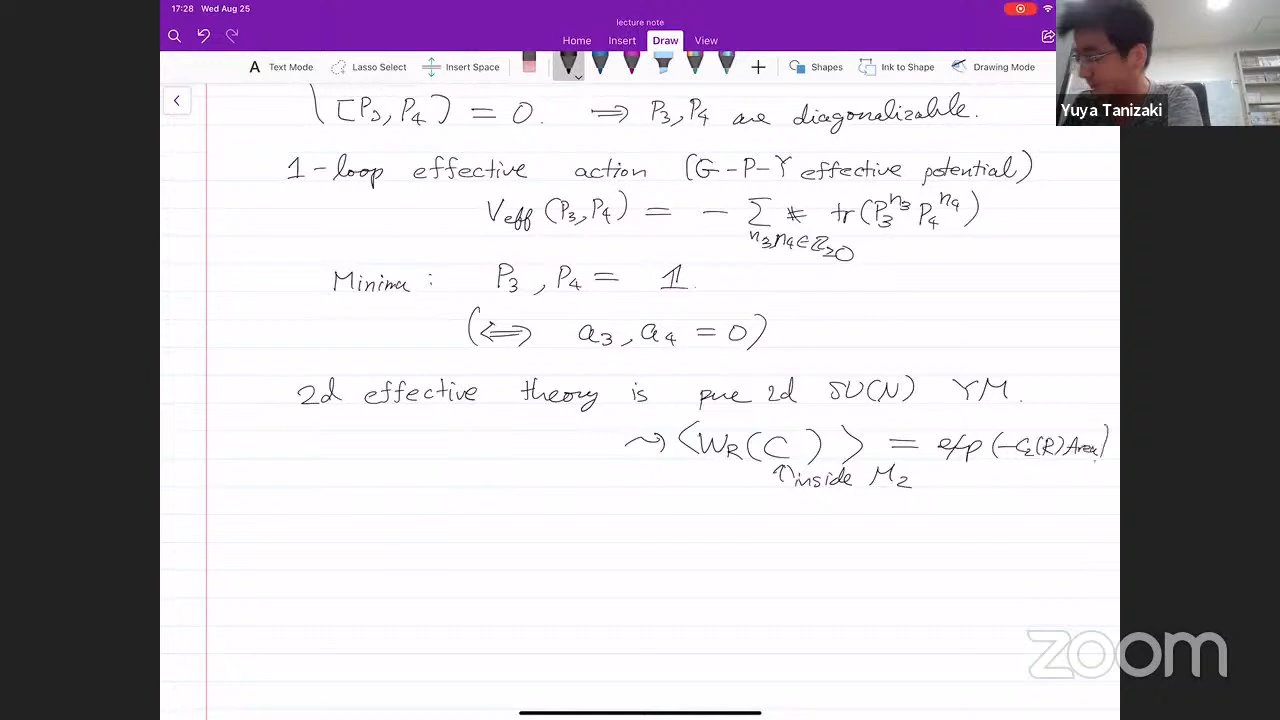 17:28 Wed Aug 25
lecture note
Home Insert Draw View
A Text Mode Lasso Select Insert Space + Shapes Ink to Shape Drawing Mode
Yuya Tanizaki
[P₃, P₄] = 0. ⟹ P₃, P₄ are diagonalizable.
1-loop effective action (G-P-Y effective potential)
V_eff (P₃, P₄) = − Σ_{n₃,n₄∈ℤ≥0} * tr(P₃^{n₃} P₄^{n₄})
Minima : P₃, P₄ = 𝟙.
(⟺ a₃, a₄ = 0)
2d effective theory is pure 2d SU(N) YM.
⇝ ⟨W_R(C)⟩ = exp(−C₂(R) Area)
↑ inside M₂
zoom